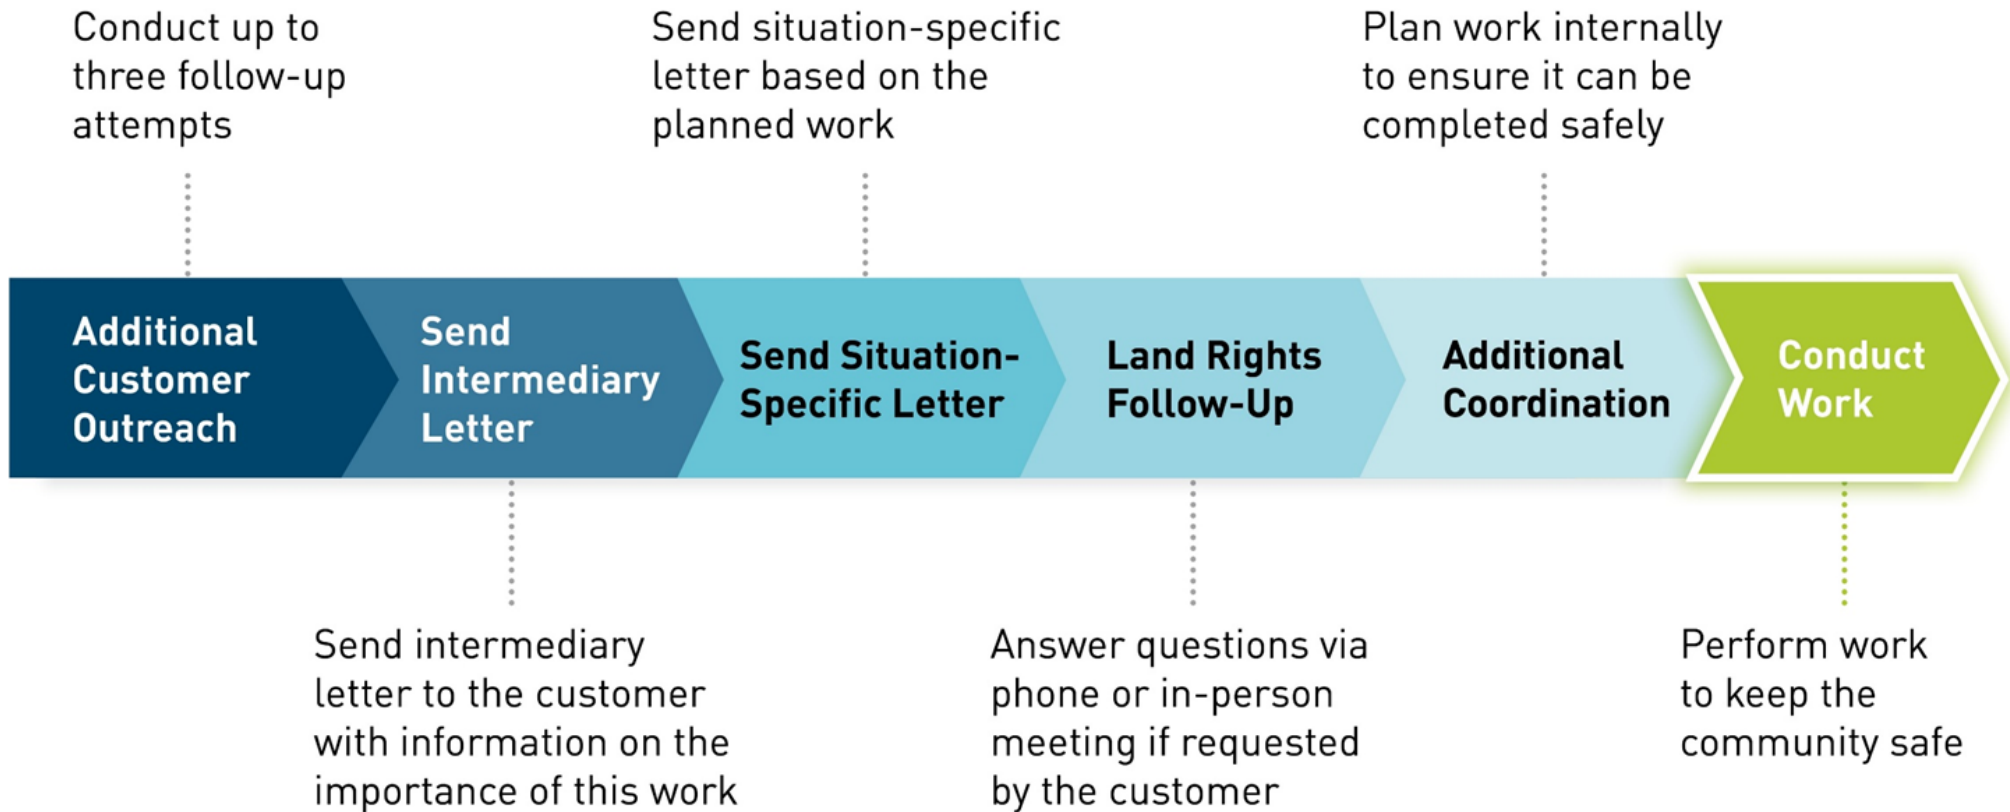 Conduct up to
three follow-up
attempts
Send situation-specific
letter based on the
planned work
Plan work internally
to ensure it can be
completed safely
Additional
Customer
Outreach
Send
Intermediary
Letter
Send Situation-
Specific Letter
Land Rights
Follow-Up
Additional
Coordination
Conduct
Work
Send intermediary
letter to the customer
with information on the
importance of this work
Answer questions via
phone or in-person
meeting if requested
by the customer
Perform work
to keep the
community safe